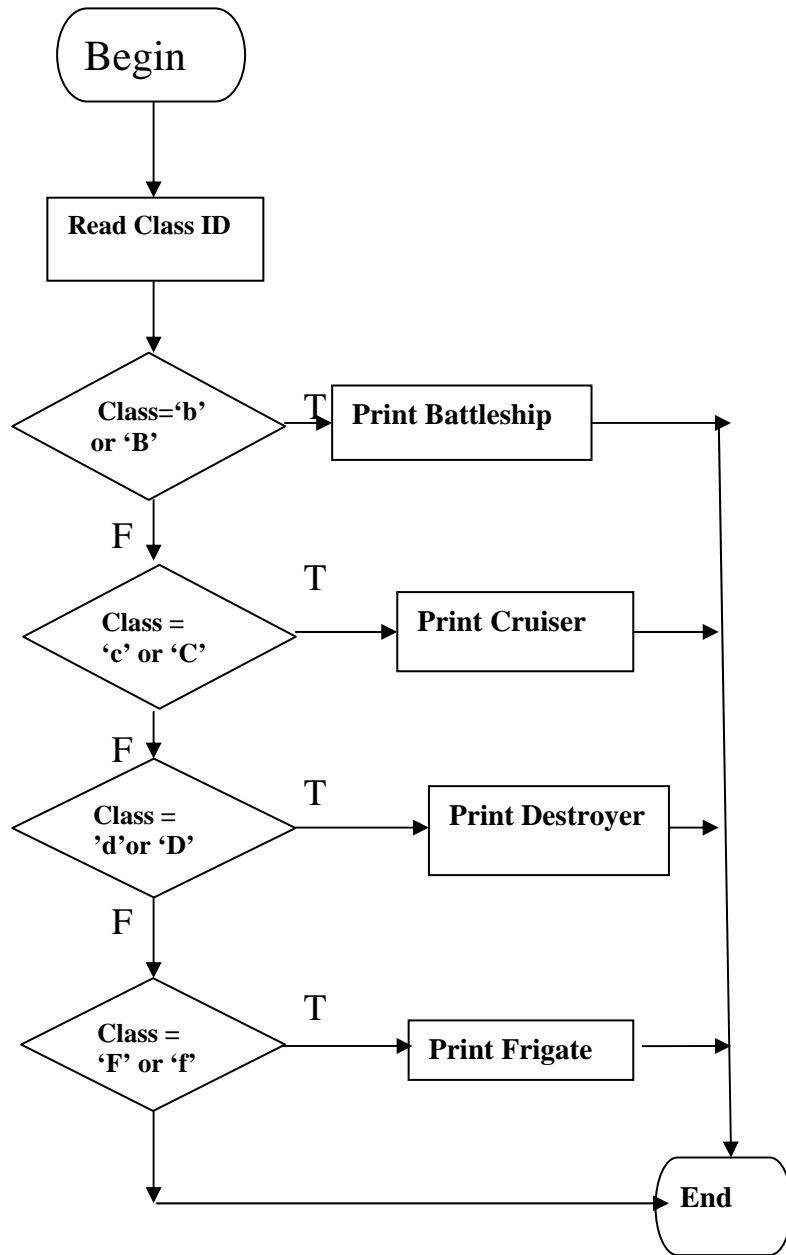 Begin
Read Class ID
Class=‘b’
or ‘B’
T
Print Battleship
F
Class =
‘c’ or ‘C’
T
Print Cruiser
F
Class =
’d’or ‘D’
T
Print Destroyer
F
Class =
‘F’ or ‘f’
T
Print Frigate
End